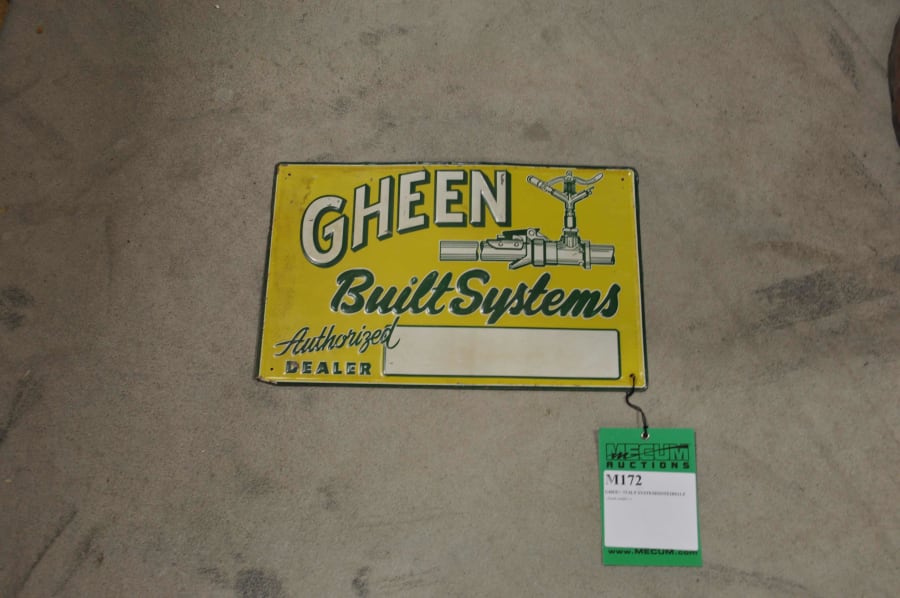 GHEEN
Built Systems
Authorized
DEALER
MECUM
AUCTIONS
M172
www.MECUM.com